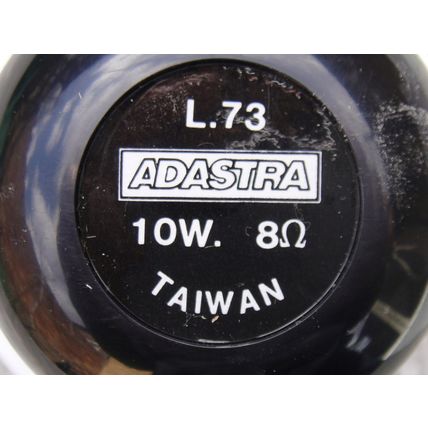 L.73
ADASTRA
10W. 8Ω
TAIWAN